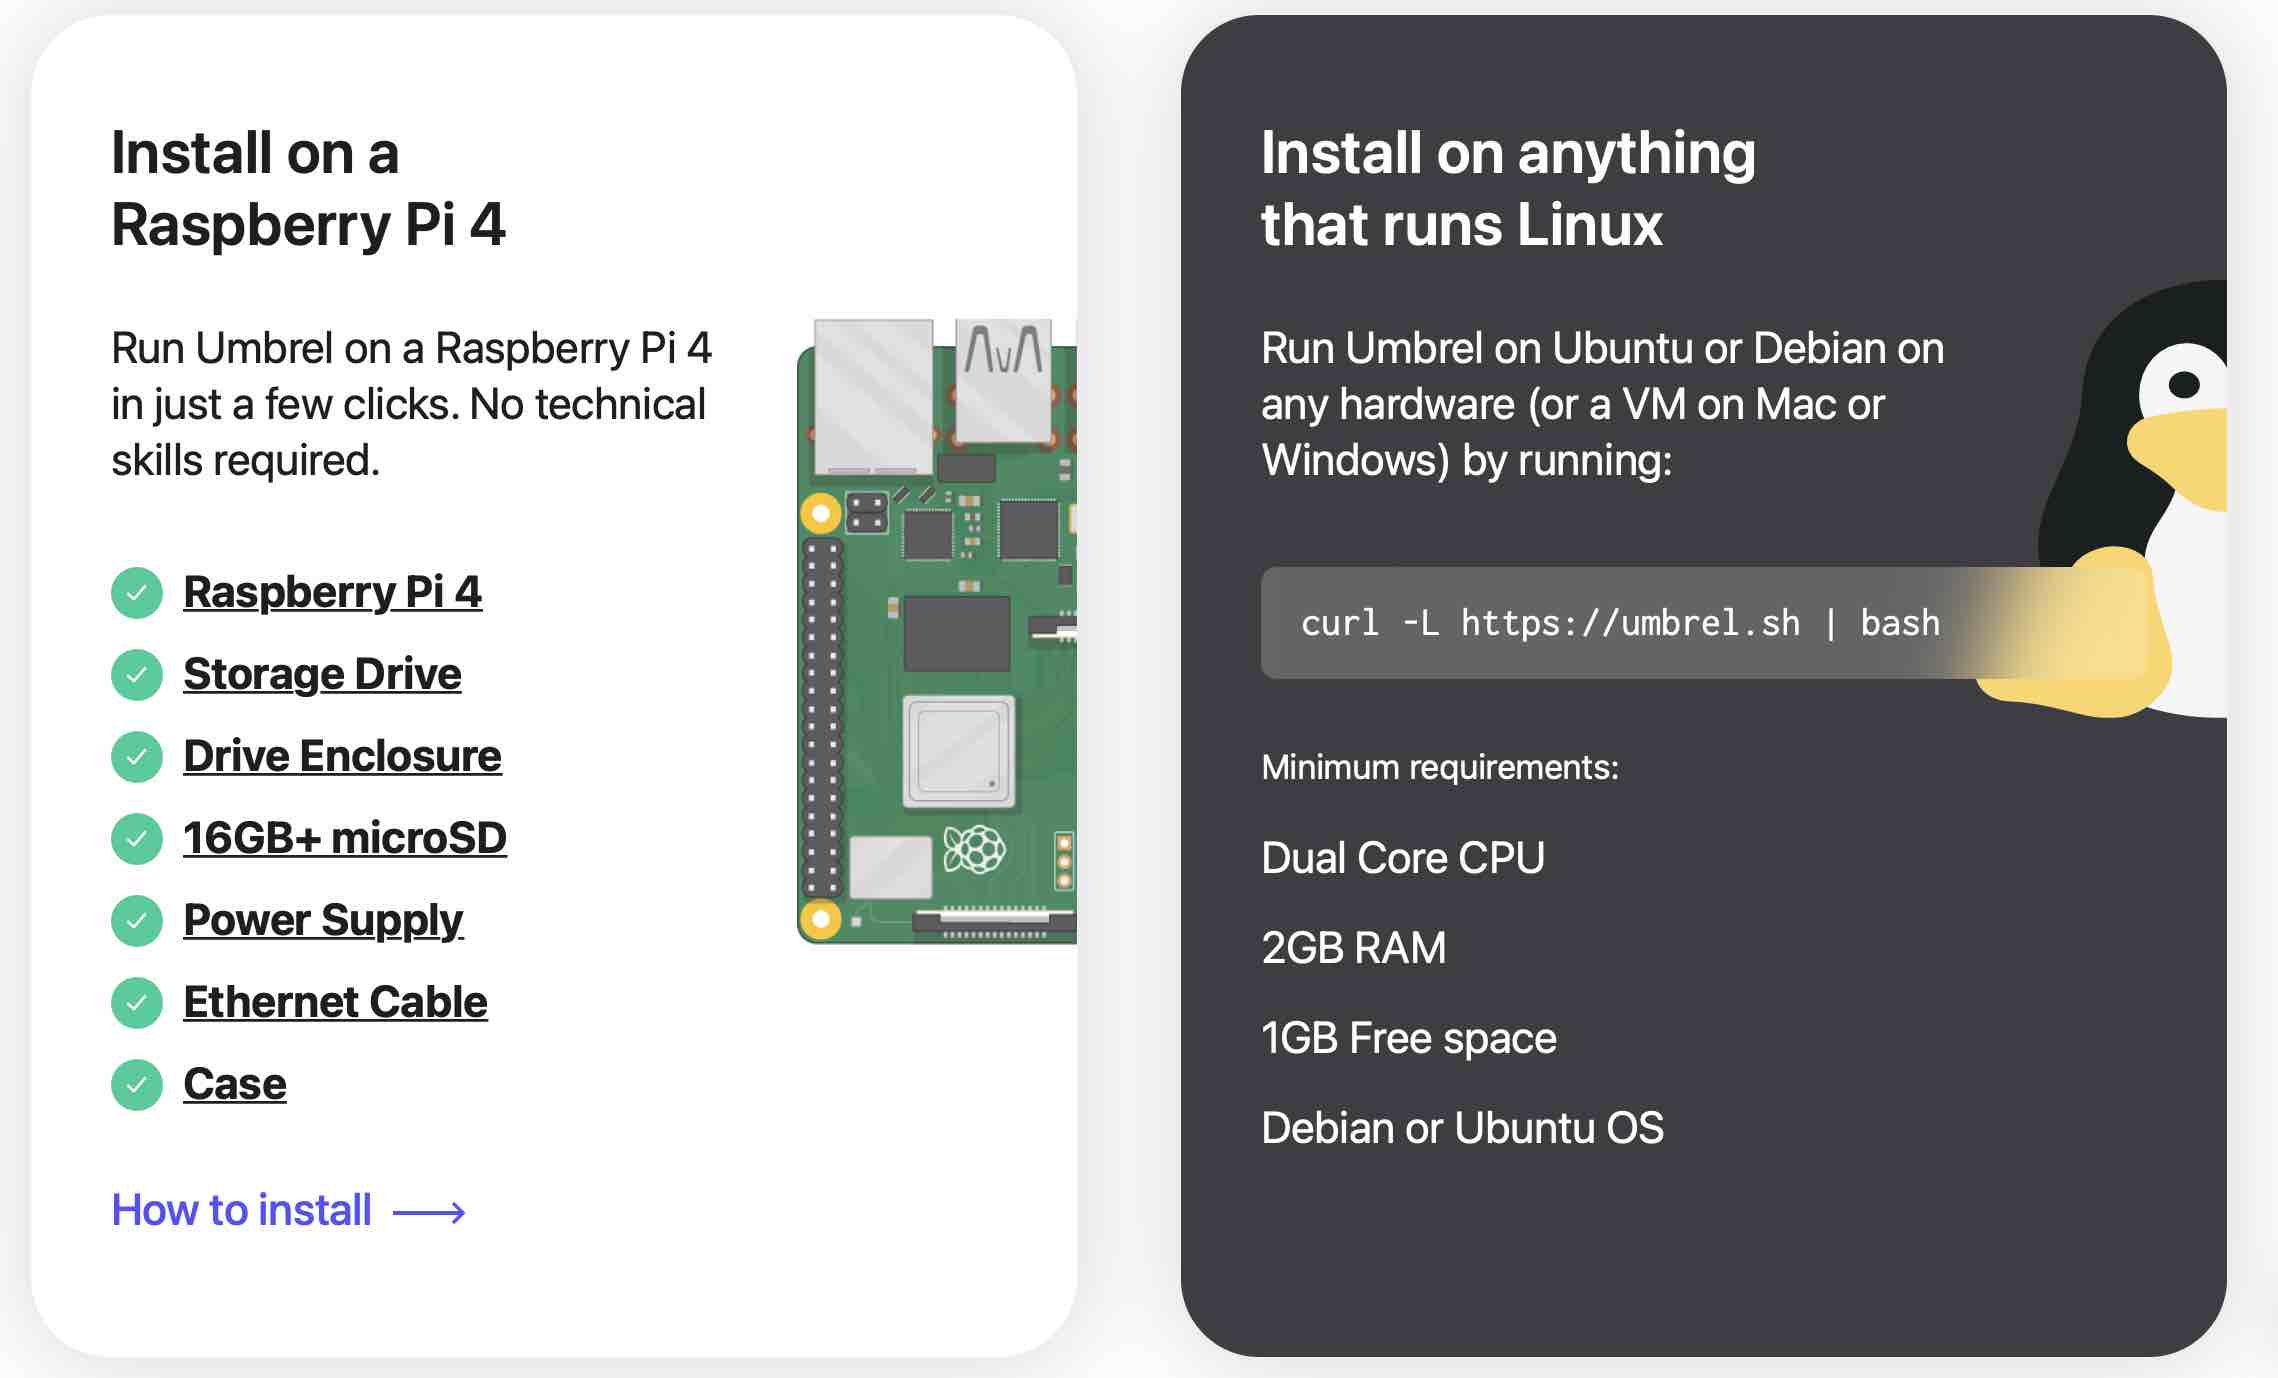 Install on a
Raspberry Pi 4
Run Umbrel on a Raspberry Pi 4
in just a few clicks. No technical
skills required.
Raspberry Pi 4
Storage Drive
Drive Enclosure
16GB+ microSD
Power Supply
Ethernet Cable
Case
How to install
Install on anything
that runs Linux
Run Umbrel on Ubuntu or Debian on
any hardware (or a VM on Mac or
Windows) by running:
curl -L https://umbrel.sh | bash
Minimum requirements:
Dual Core CPU
2GB RAM
1GB Free space
Debian or Ubuntu OS